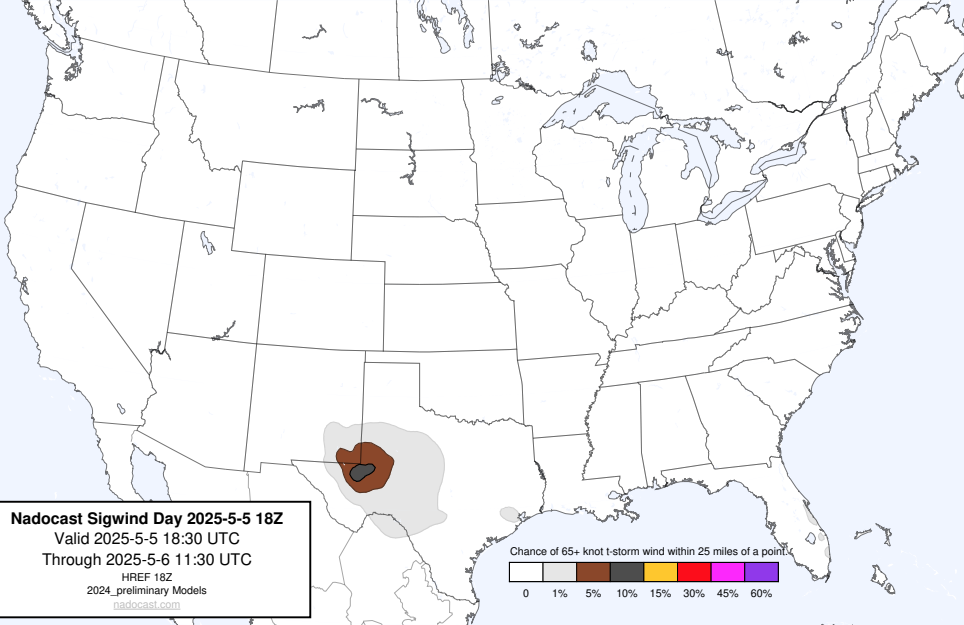 Nadocast Sigwind Day 2025-5-5 18Z
Valid 2025-5-5 18:30 UTC
Through 2025-5-6 11:30 UTC
HREF 18Z
2024_preliminary Models
nadocast.com
Chance of 65+ knot t-storm wind within 25 miles of a point.
0 1% 5% 10% 15% 30% 45% 60%